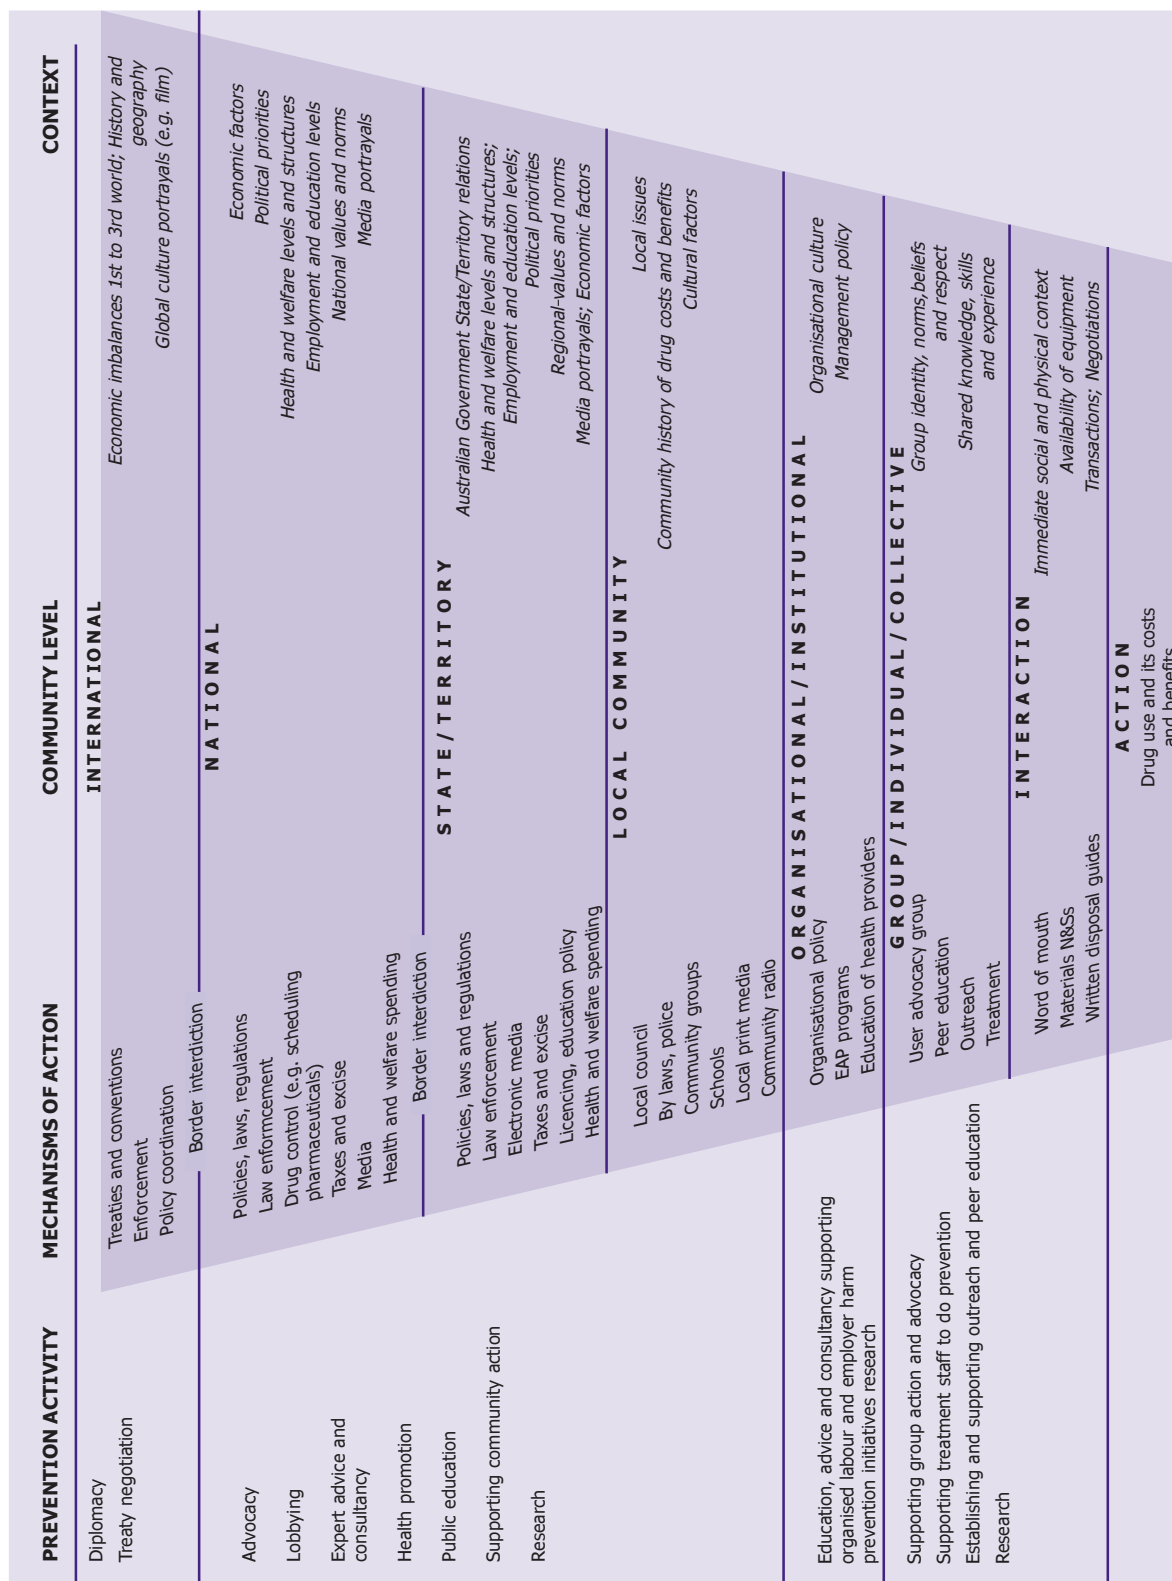 PREVENTION ACTIVITY
MECHANISMS OF ACTION
COMMUNITY LEVEL
CONTEXT
INTERNATIONAL
Diplomacy
Treaty negotiation
Treaties and conventions
Enforcement
Policy coordination
Border interdiction
Economic imbalances 1st to 3rd world; History and
geography
Global culture portrayals (e.g. film)
NATIONAL
Advocacy
Lobbying
Expert advice and
consultancy
Health promotion
Public education
Supporting community action
Research
Policies, laws, regulations
Law enformcement
Drug control (e.g. scheduling
pharmaceuticals)
Taxes and excise
Media
Health and welfare spending
Border interdiction
Economic factors
Political priorities
Health and welfare levels and structures
Employment and education levels
National values and norms
Media portrayals
STATE/TERRITORY
Policies, laws and regulations
Law enforcement
Electronic media
Taxes and excise
Licencing, education policy
Health and welfare spending
Australian Government State/Territory relations
Health and welfare levels and structures;
Employment and education levels;
Political priorities
Regional-values and norms
Media portrayals; Economic factors
LOCAL COMMUNITY
Local council
By laws, police
Community groups
Schools
Local print media
Community radio
Local issues
Community history of drug costs and benefits
Cultural factors
ORGANISATIONAL/INSTITUTIONAL
Education, advice and consultancy supporting
organised labour and employer harm
prevention initiatives research
Organisational policy
EAP programs
Education of health providers
Organisational culture
Management policy
GROUP/INDIVIDUAL/COLLECTIVE
Supporting group action and advocacy
Supporting treatment staff to do prevention
Establishing and supporting outreach and peer education
Research
User advocacy group
Peer education
Outreach
Treatment
Group identity, norms,beliefs
and respect
Shared knowledge, skills
and experience
INTERACTION
Word of mouth
Materials N&Ss
Written disposal guides
Immediate social and physical context
Availability of equipment
Transactions; Negotiations
ACTION
Drug use and its costs
and benefits